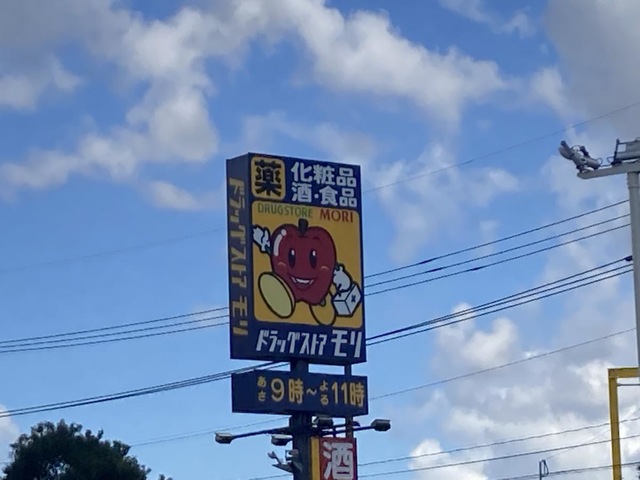 薬 化粧品
酒・食品
DRUGSTORE MORI
ドラッグストア モリ
ドラッグストア モリ
あさ9時～よる11時
酒